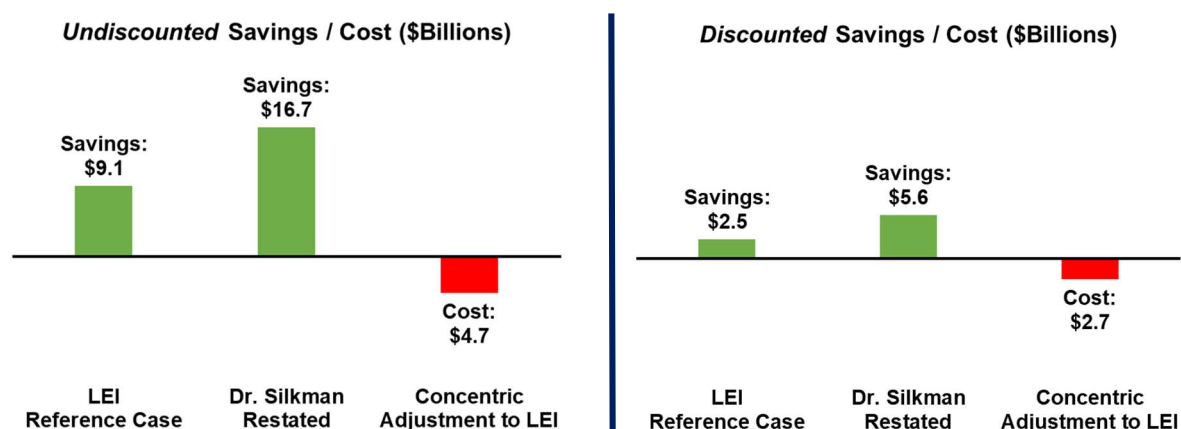 Undiscounted Savings / Cost ($Billions)
Savings:
$16.7
Savings:
$9.1
Cost:
$4.7
LEI
Reference Case
Dr. Silkman
Restated
Concentric
Adjustment to LEI
Discounted Savings / Cost ($Billions)
Savings:
$5.6
Savings:
$2.5
Cost:
$2.7
LEI
Reference Case
Dr. Silkman
Restated
Concentric
Adjustment to LEI